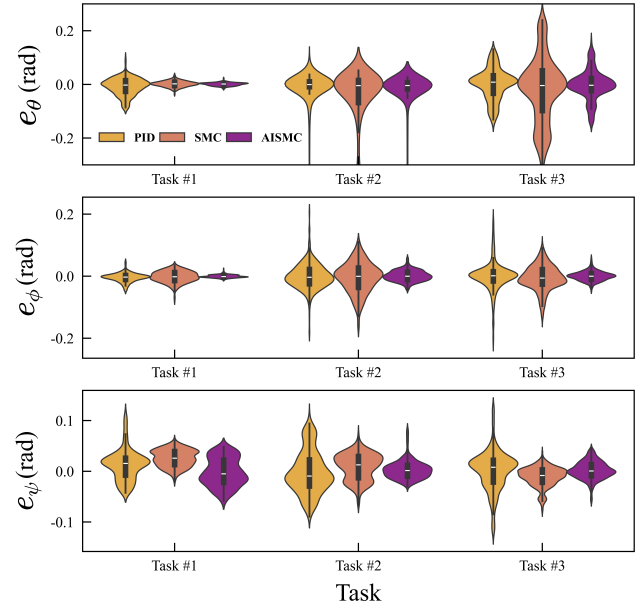 0.2
0.0
-0.2
e_θ (rad)
PID SMC AISMC
Task #1 Task #2 Task #3
0.2
0.0
-0.2
e_ϕ (rad)
Task #1 Task #2 Task #3
0.1
0.0
-0.1
e_ψ (rad)
Task #1 Task #2 Task #3
Task